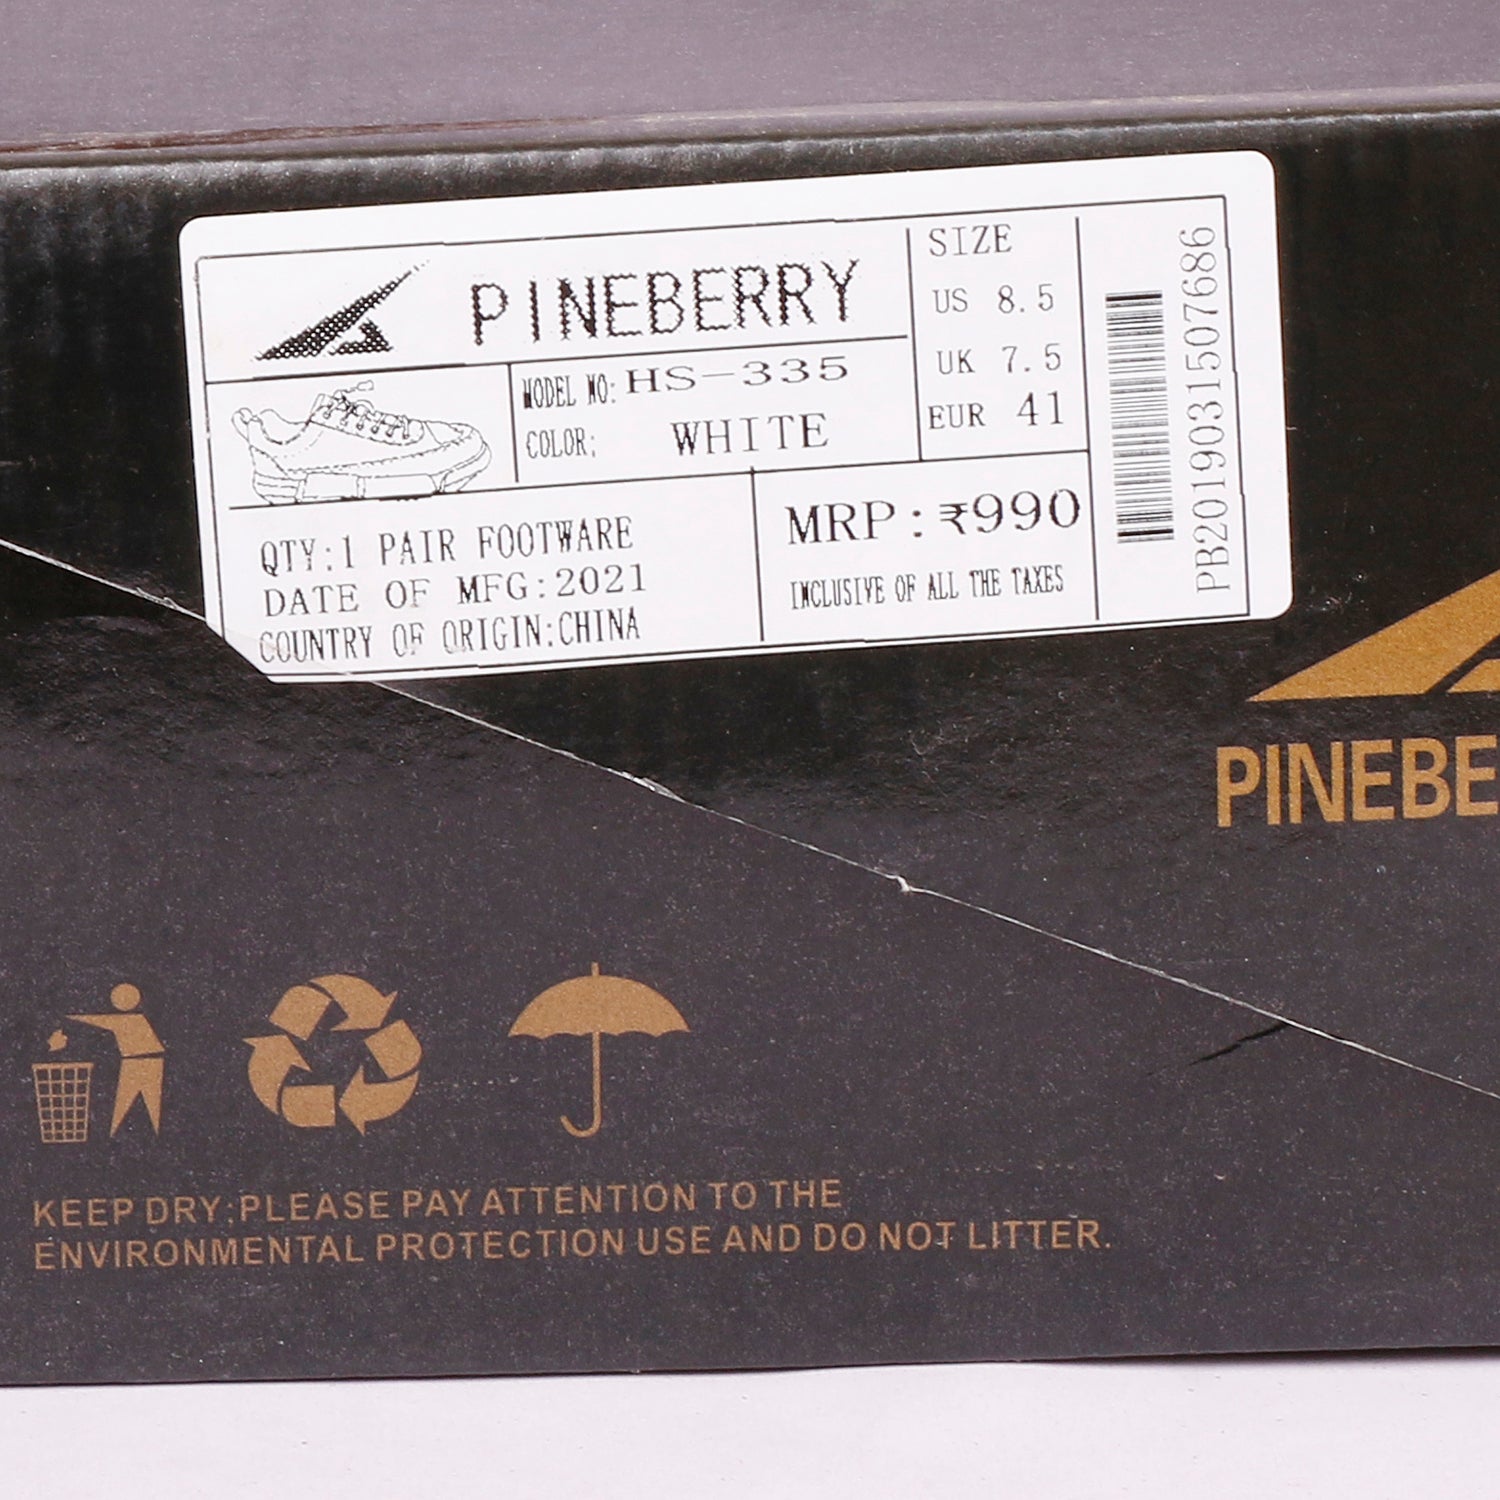 PINEBERRY
MODEL NO: HS-335
COLOR: WHITE
SIZE
US 8.5
UK 7.5
EUR 41
QTY:1 PAIR FOOTWARE
DATE OF MFG:2021
COUNTRY OF ORIGIN:CHINA
MRP:₹990
INCLUSIVE OF ALL THE TAXES
PB2019031507686
PINEBE
KEEP DRY:PLEASE PAY ATTENTION TO THE
ENVIRONMENTAL PROTECTION USE AND DO NOT LITTER.